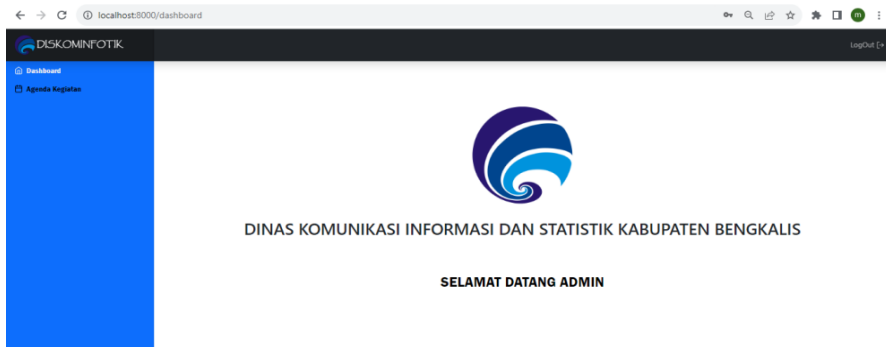 localhost:8000/dashboard
m
DISKOMINFOTIK
LogOut
Dashboard
Agenda Kegiatan
DINAS KOMUNIKASI INFORMASI DAN STATISTIK KABUPATEN BENGKALIS
SELAMAT DATANG ADMIN